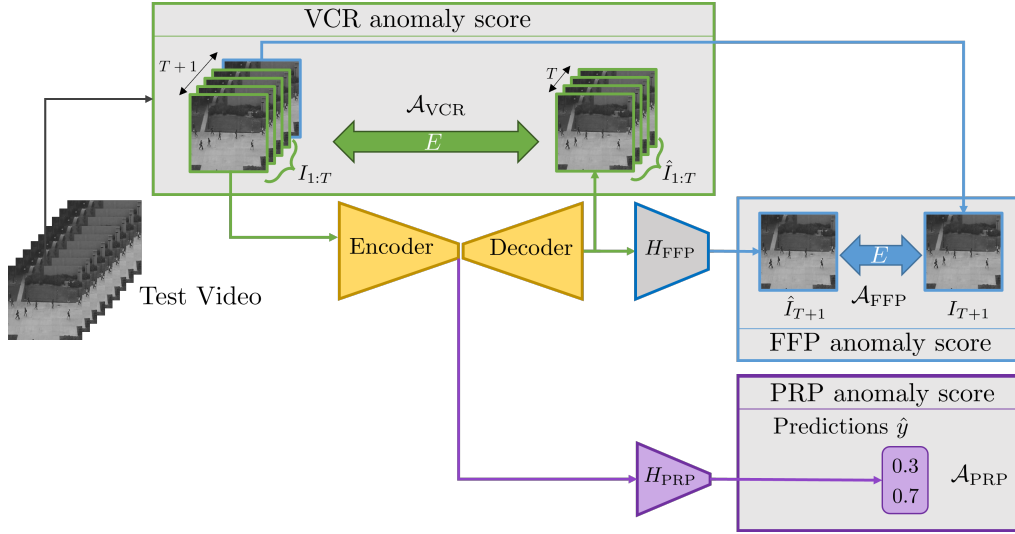 VCR anomaly score
T + 1
T
𝒜VCR
E
I1:T
Î1:T
Encoder
Decoder
HFFP
E
Test Video
𝒜FFP
ÎT+1
IT+1
FFP anomaly score
PRP anomaly score
Predictions ŷ
HPRP
0.3
0.7
𝒜PRP